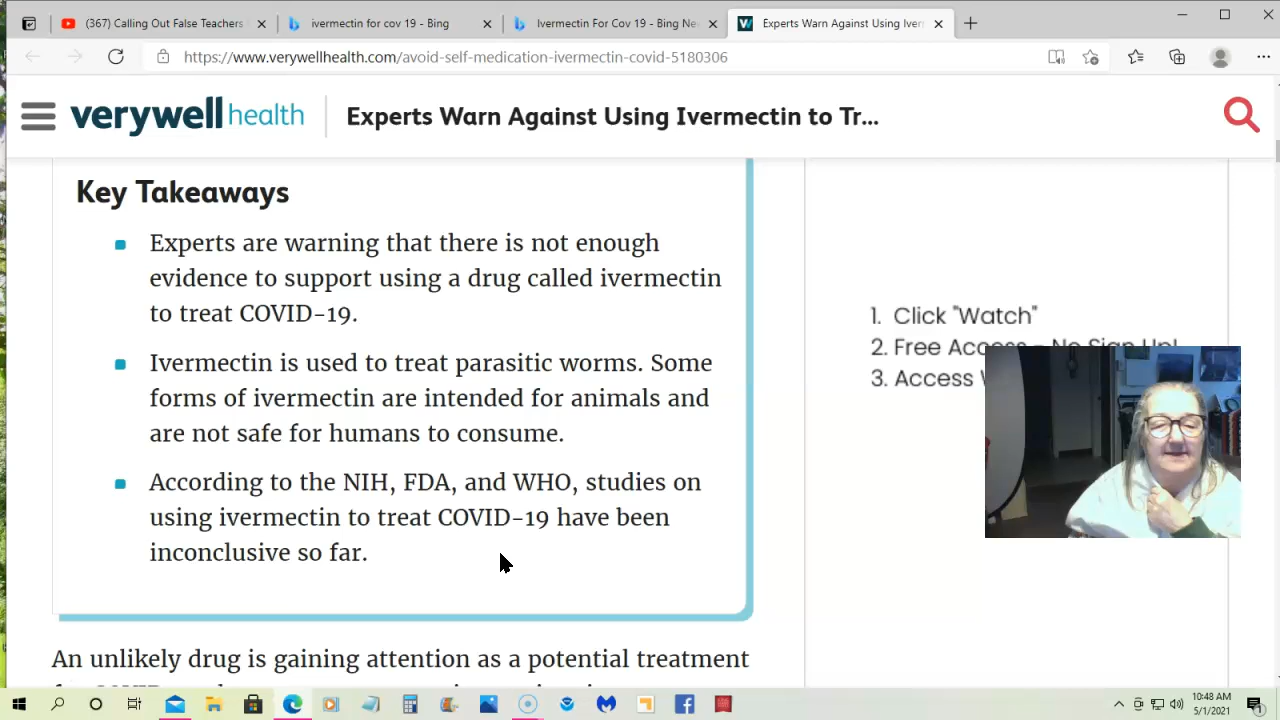 (367) Calling Out False Teachers
ivermectin for cov 19 - Bing
Ivermectin For Cov 19 - Bing Ne
Experts Warn Against Using Iver
https://www.verywellhealth.com/avoid-self-medication-ivermectin-covid-5180306
verywell health
Experts Warn Against Using Ivermectin to Tr...
Key Takeaways
Experts are warning that there is not enough
evidence to support using a drug called ivermectin
to treat COVID-19.
Ivermectin is used to treat parasitic worms. Some
forms of ivermectin are intended for animals and
are not safe for humans to consume.
According to the NIH, FDA, and WHO, studies on
using ivermectin to treat COVID-19 have been
inconclusive so far.
An unlikely drug is gaining attention as a potential treatment
1. Click "Watch"
2. Free Access - No Sign Up!
3. Access
10:48 AM
5/1/2021